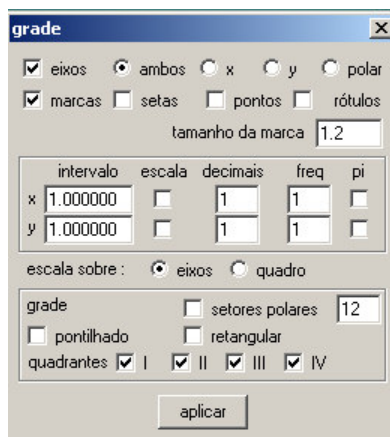 grade
eixos ambos x y polar
marcas setas pontos rótulos
tamanho da marca 1.2
intervalo escala decimais freq pi
x 1.000000 1 1
y 1.000000 1 1
escala sobre : eixos quadro
grade setores polares 12
pontilhado retangular
quadrantes I II III IV
aplicar